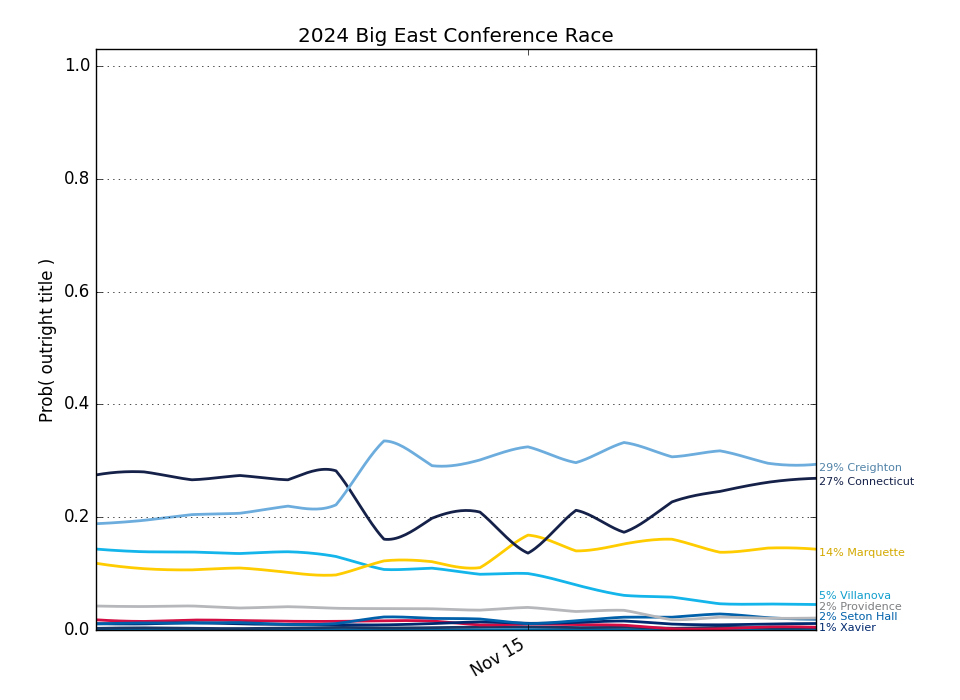 2024 Big East Conference Race
1.0
0.8
0.6
0.4
0.2
0.0
Prob( outright title )
Nov 15
29% Creighton
27% Connecticut
14% Marquette
5% Villanova
2% Providence
2% Seton Hall
1% Xavier